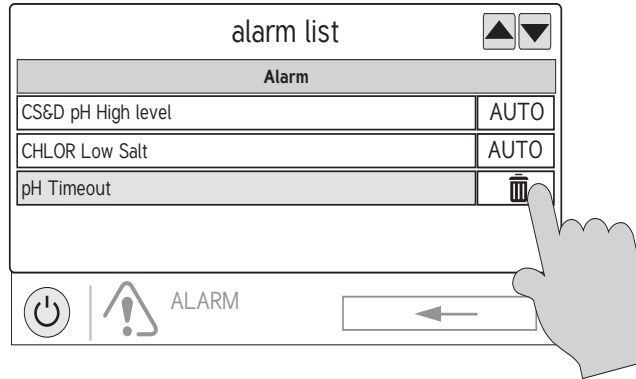 alarm list
Alarm
CS&D pH High level AUTO
CHLOR Low Salt AUTO
pH Timeout
ALARM